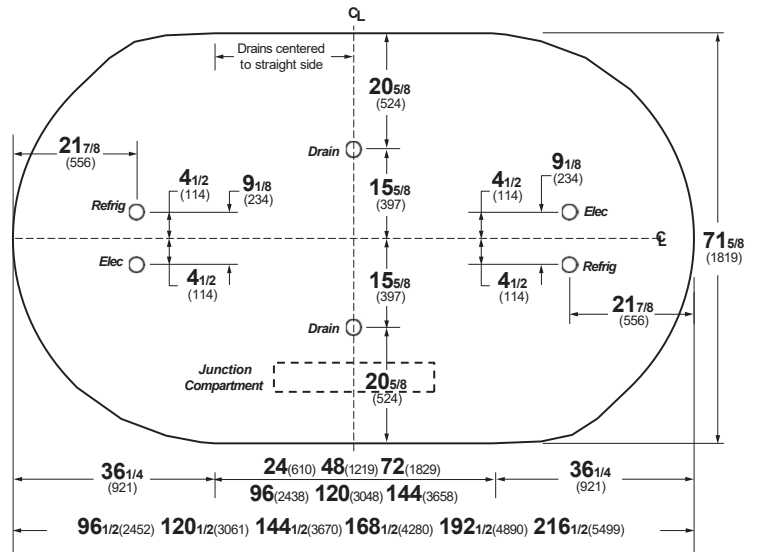 ℄
Drains centered
to straight side
20 5/8
(524)
21 7/8
(556)
Drain
4 1/2
(114)
9 1/8
(234)
15 5/8
(397)
4 1/2
(114)
9 1/8
(234)
Refrig
Elec
℄
71 5/8
(1819)
Elec
Refrig
4 1/2
(114)
15 5/8
(397)
4 1/2
(114)
21 7/8
(556)
Drain
Junction
Compartment
20 5/8
(524)
36 1/4
(921)
24(610) 48(1219) 72(1829)
96(2438) 120(3048) 144(3658)
36 1/4
(921)
96 1/2(2452) 120 1/2(3061) 144 1/2(3670) 168 1/2(4280) 192 1/2(4890) 216 1/2(5499)